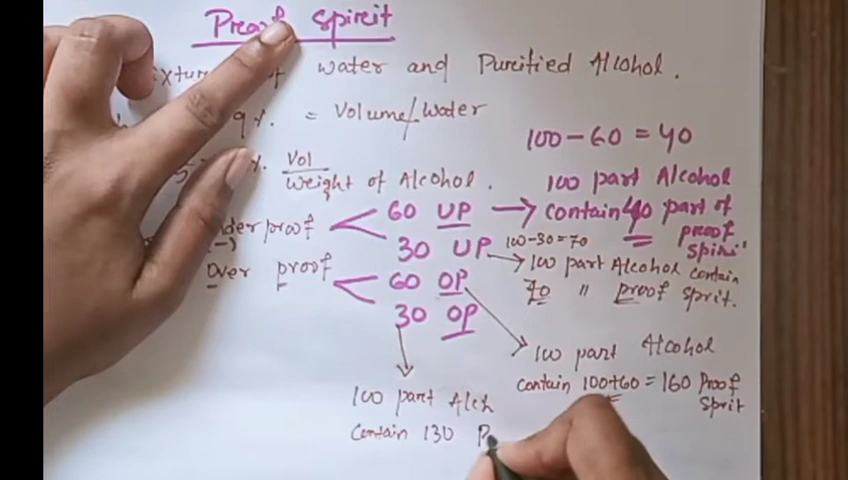 Proof Spireit
water and Purcified Alcohol.
= Volume/Water
100-60 = 40
Vol
Weight of Alcohol.
100 part Alcohol
60 UP → contain 40 part of
proof
spirit
30 UP 100-30=70
→ 100 part Alcohol contain
70 " Proof Sprit.
Over proof
60 OP
30 OP
100 part Alcohol
contain 100+60=160 Proof
Sprit
100 part Alch
Contain 130 P